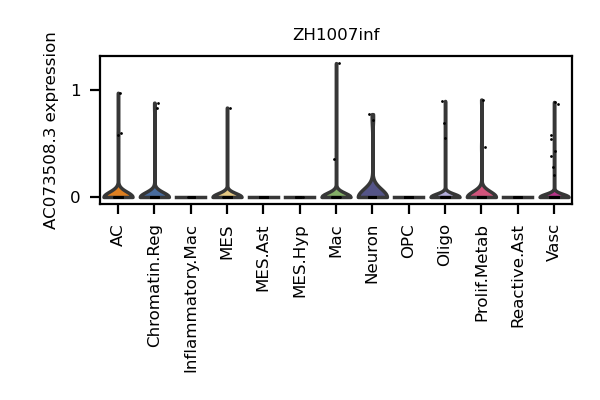 ZH1007inf
AC073508.3 expression
1
0
AC
Chromatin.Reg
Inflammatory.Mac
MES
MES.Ast
MES.Hyp
Mac
Neuron
OPC
Oligo
Prolif.Metab
Reactive.Ast
Vasc